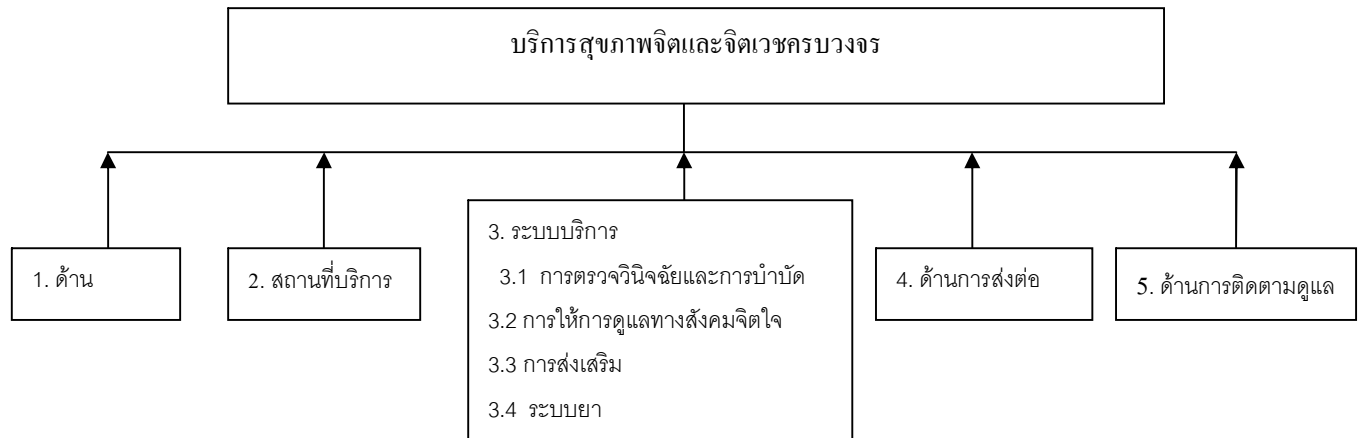 บริการสุขภาพจิตและจิตเวชครบวงจร
1. ด้าน
2. สถานที่บริการ
3. ระบบบริการ
3.1 การตรวจวินิจฉัยและการบำบัด
3.2 การให้การดูแลทางสังคมจิตใจ
3.3 การส่งเสริม
3.4 ระบบยา
4. ด้านการส่งต่อ
5. ด้านการติดตามดูแล